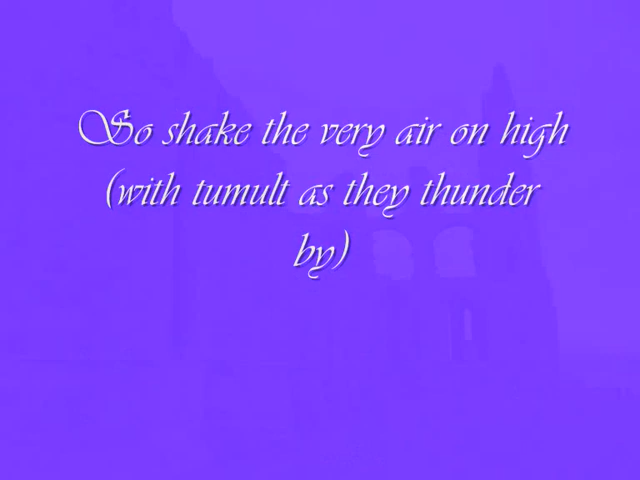 So shake the very air on high
(with tumult as they thunder
by)